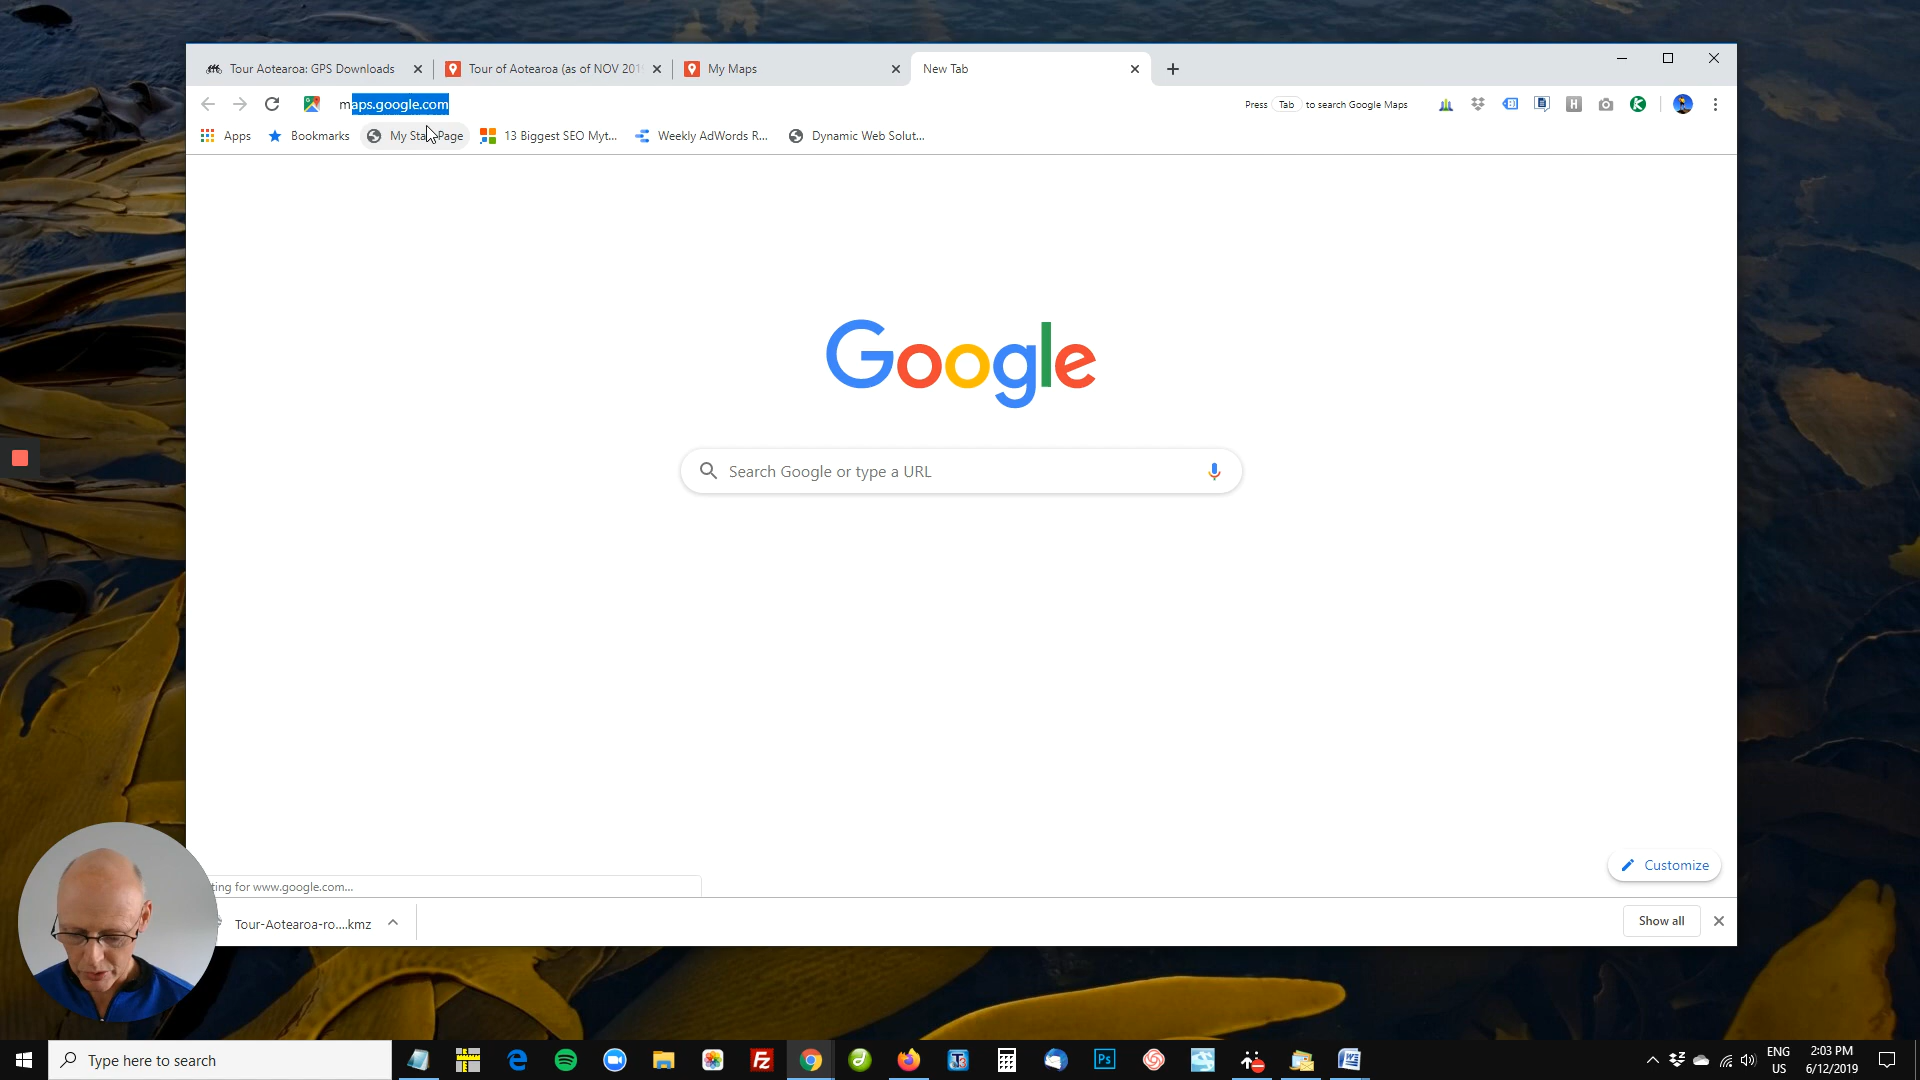 Tour Aotearoa: GPS Downloads
Tour of Aotearoa (as of NOV 201
My Maps
New Tab
maps.google.com
Press Tab to search Google Maps
Apps
Bookmarks
My Sta Page
13 Biggest SEO Myt...
Weekly AdWords R...
Dynamic Web Solut...
Google
Search Google or type a URL
Customize
ting for www.google.com...
Tour-Aotearoa-ro....kmz
Show all
Type here to search
ENG
US
2:03 PM
6/12/2019